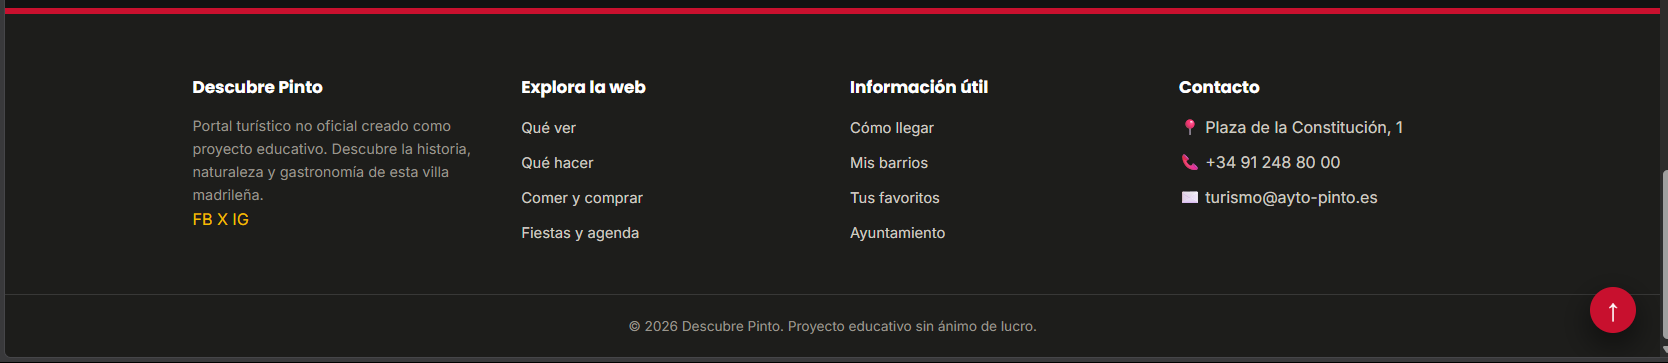 Descubre Pinto
Portal turístico no oficial creado como
proyecto educativo. Descubre la historia,
naturaleza y gastronomía de esta villa
madrileña.
FB X IG
Explora la web
Qué ver
Qué hacer
Comer y comprar
Fiestas y agenda
Información útil
Cómo llegar
Mis barrios
Tus favoritos
Ayuntamiento
Contacto
Plaza de la Constitución, 1
+34 91 248 80 00
turismo@ayto-pinto.es
© 2026 Descubre Pinto. Proyecto educativo sin ánimo de lucro.
↑